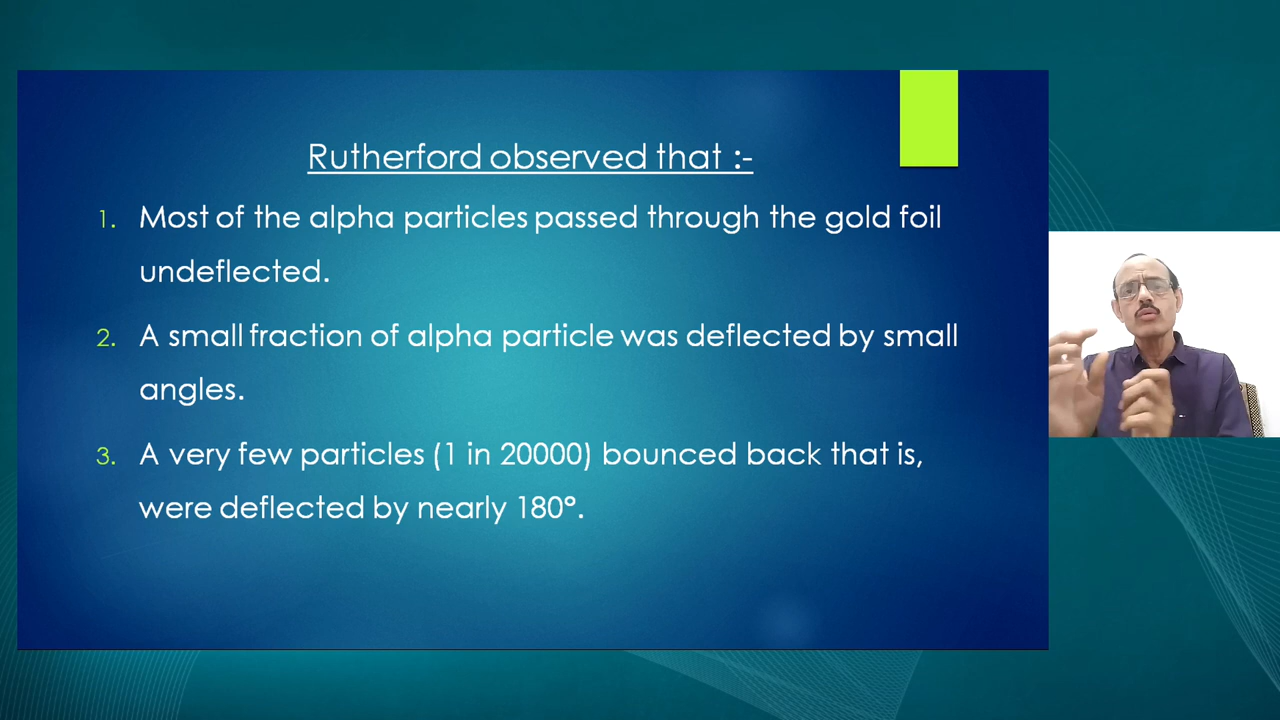 Rutherford observed that :-
1. Most of the alpha particles passed through the gold foil
undeflected.
2. A small fraction of alpha particle was deflected by small
angles.
3. A very few particles (1 in 20000) bounced back that is,
were deflected by nearly 180°.